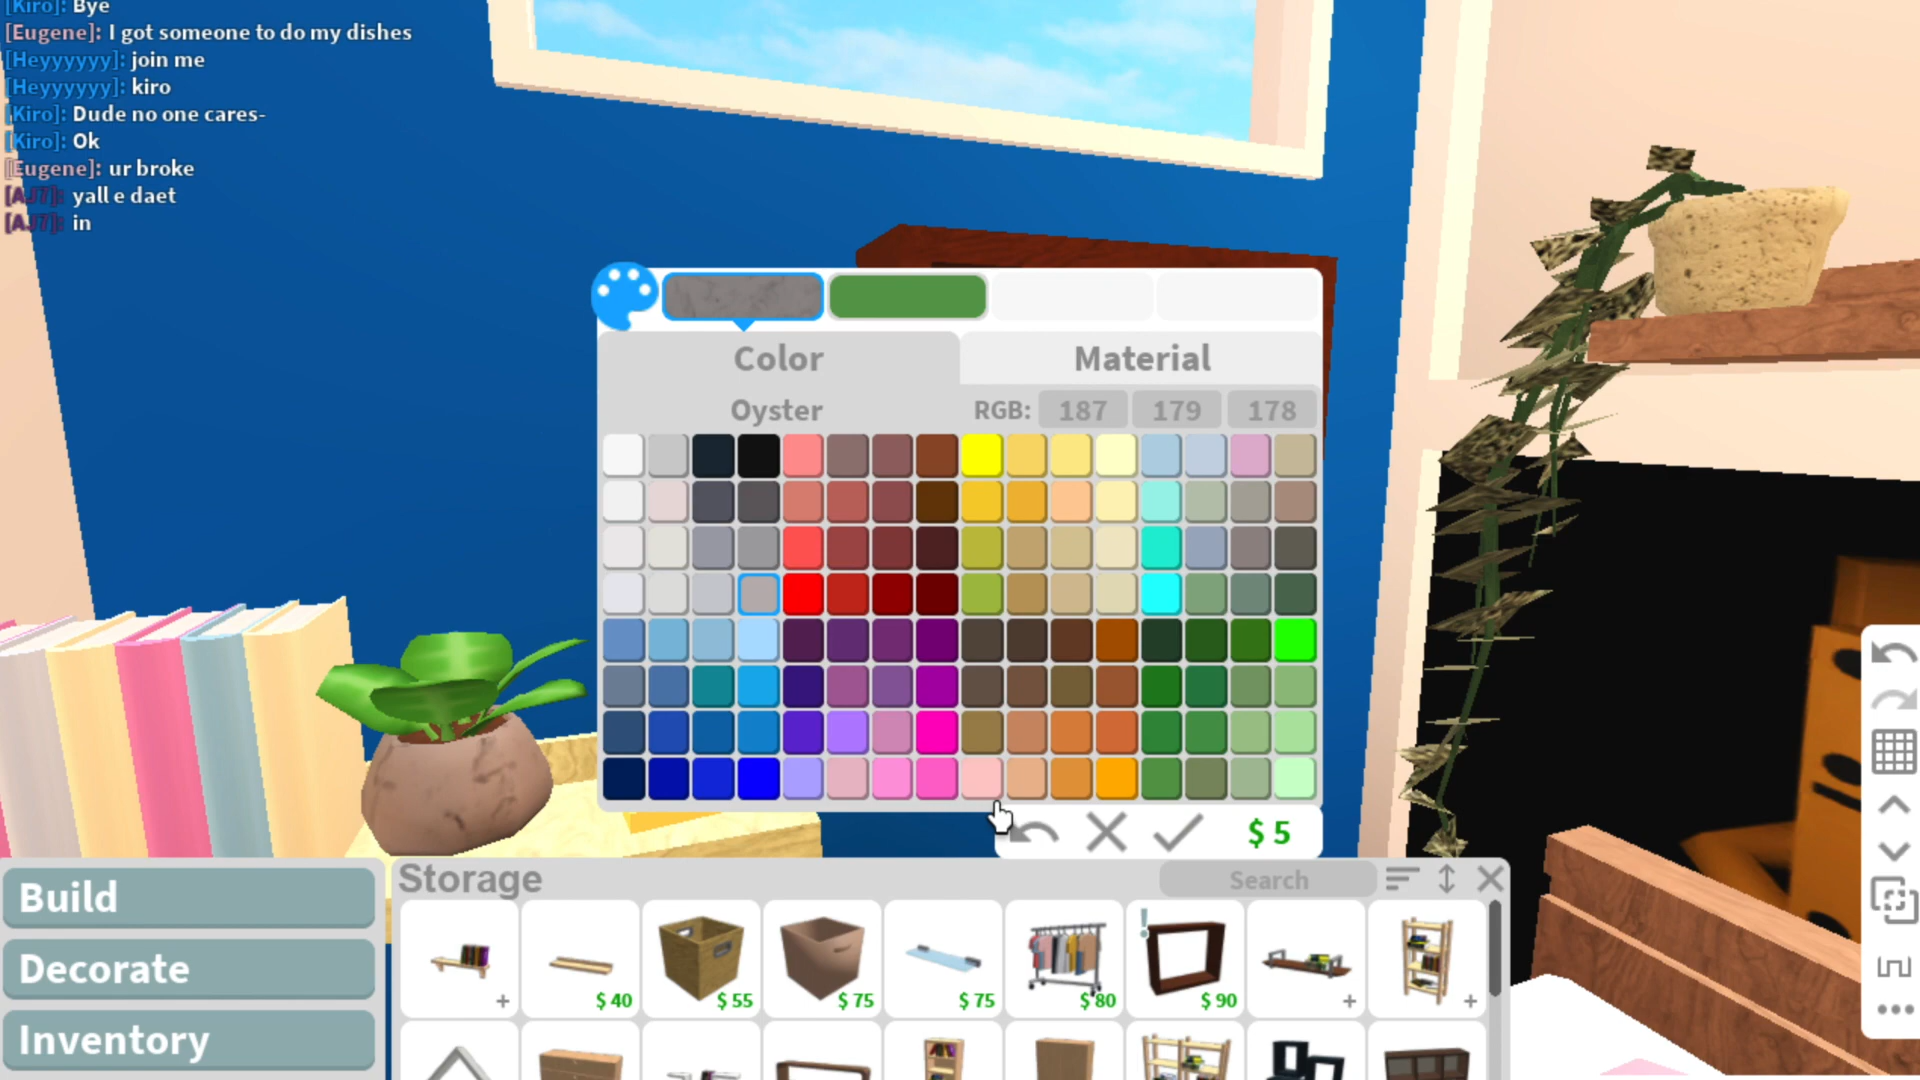 [Kiro]: Bye
[Eugene]: I got someone to do my dishes
[Heyyyyyy]: join me
[Heyyyyyy]: kiro
[Kiro]: Dude no one cares-
[Kiro]: Ok
[Eugene]: ur broke
[AJ7]: yall e daet
[AJ7]: in
Color
Material
Oyster
RGB: 187 179 178
$ 5
Build
Decorate
Inventory
Storage
Search
+ $ 40 $ 55 $ 75 $ 75 $ 80 ! $ 90 + +